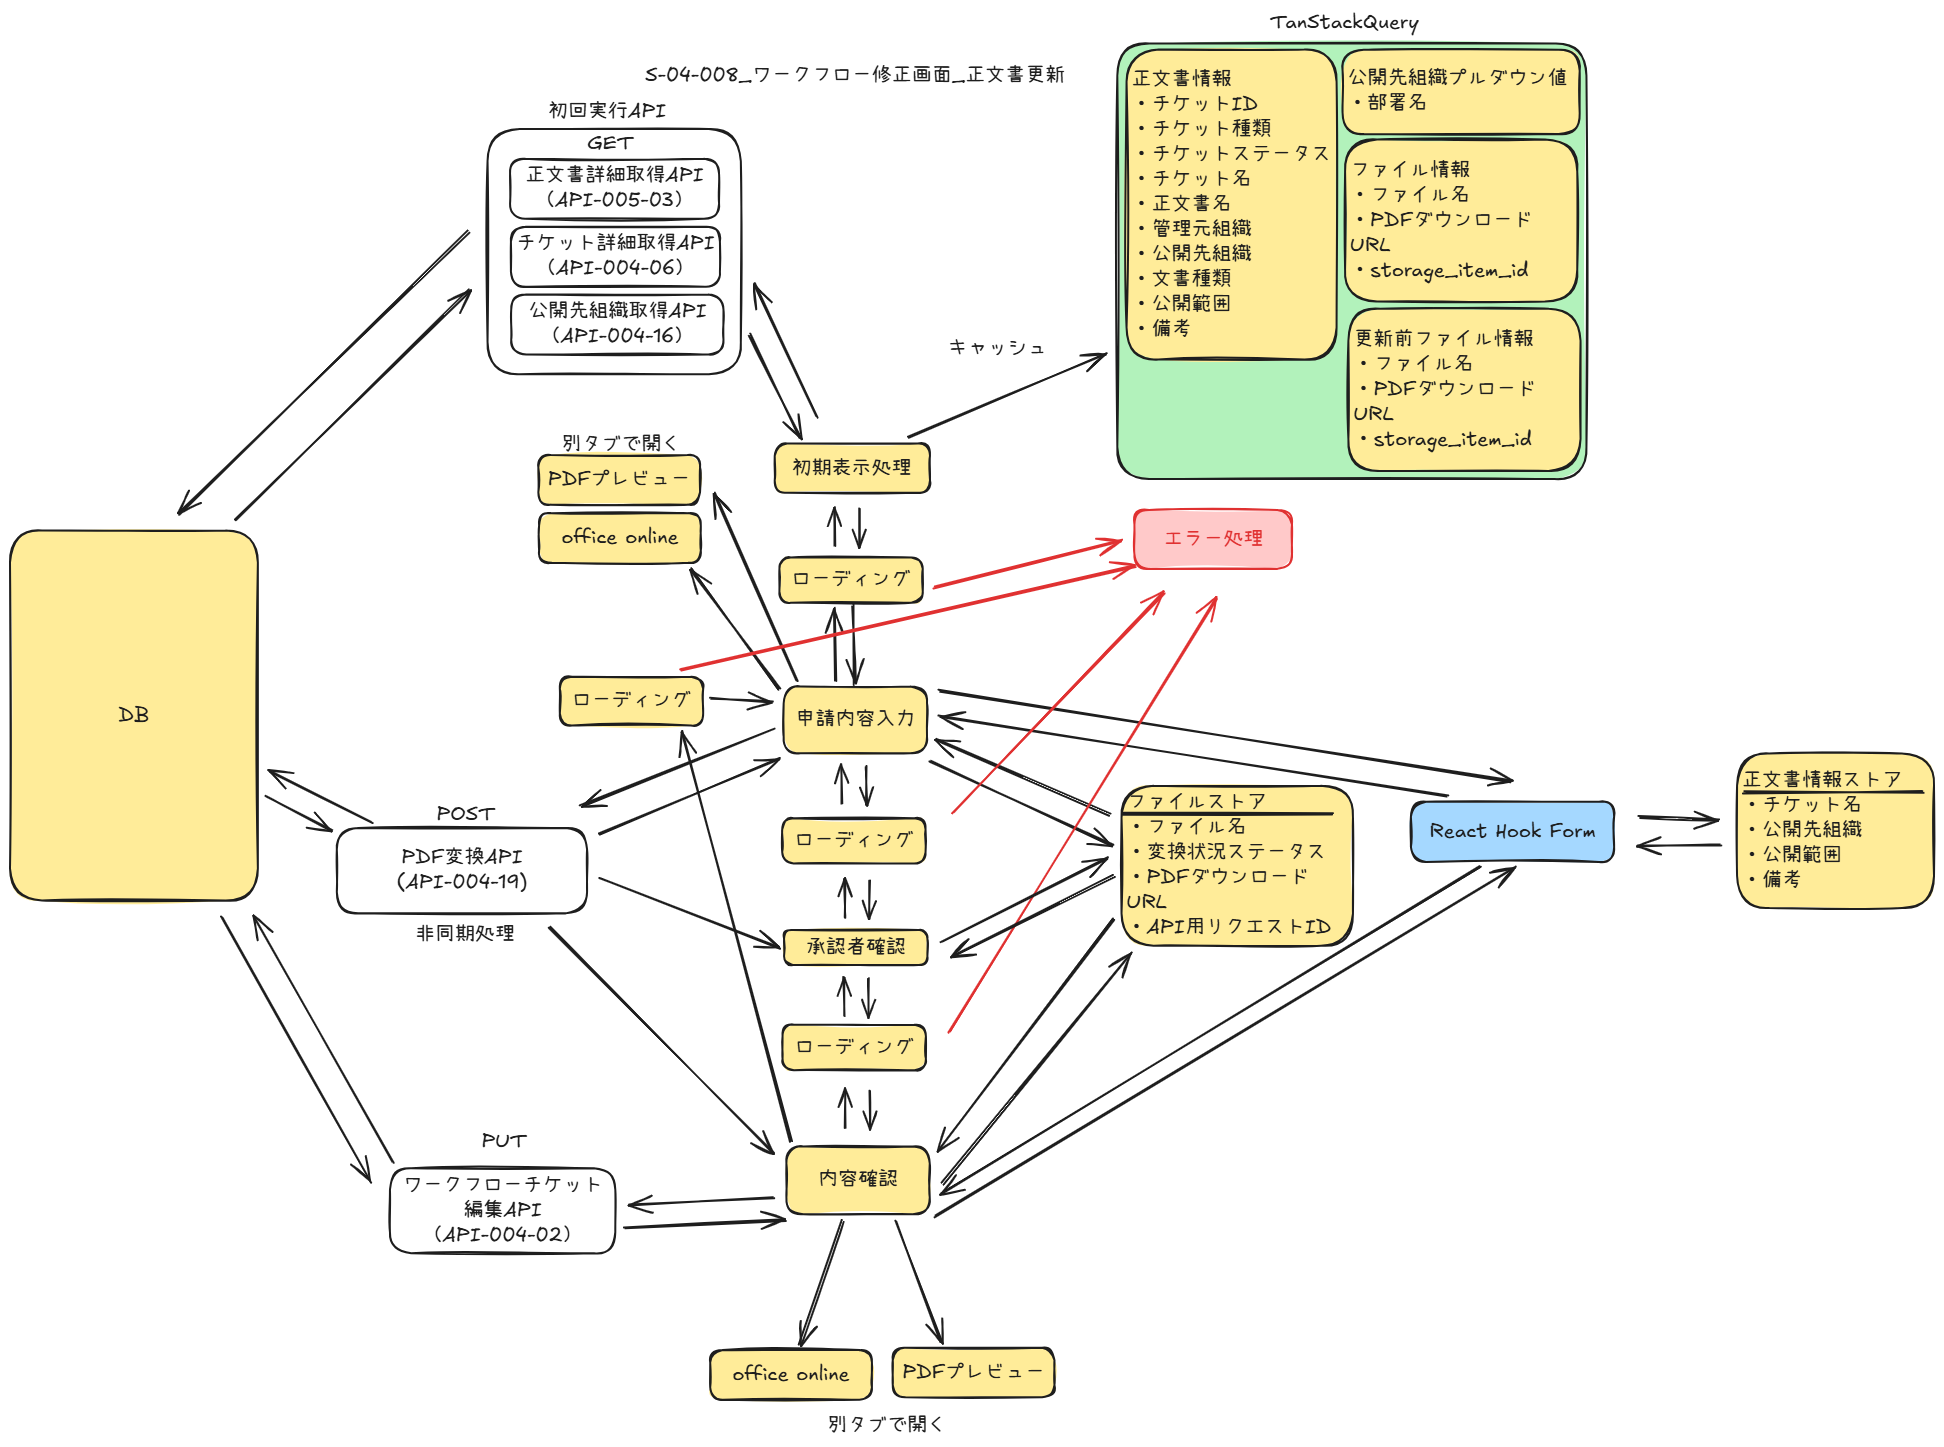 TanStackQuery
S-04-008_ワークフロー修正画面_正文書更新
初回実行API
GET
正文書詳細取得API
(API-005-03)
チケット詳細取得API
(API-004-06)
公開先組織取得API
(API-004-16)
正文書情報
・チケットID
・チケット種類
・チケットステータス
・チケット名
・正文書名
・管理元組織
・公開先組織
・文書種類
・公開範囲
・備考
公開先組織プルダウン値
・部署名
ファイル情報
・ファイル名
・PDFダウンロード
URL
・storage_item_id
更新前ファイル情報
・ファイル名
・PDFダウンロード
URL
・storage_item_id
キャッシュ
別タブで開く
PDFプレビュー
office online
初期表示処理
ローディング
エラー処理
DB
ローディング
申請内容入力
POST
PDF変換API
(API-004-19)
非同期処理
ローディング
承認者確認
ローディング
ファイルストア
・ファイル名
・変換状況ステータス
・PDFダウンロード
URL
・API用リクエストID
React Hook Form
正文書情報ストア
・チケット名
・公開先組織
・公開範囲
・備考
PUT
ワークフローチケット
編集API
(API-004-02)
内容確認
office online
PDFプレビュー
別タブで開く